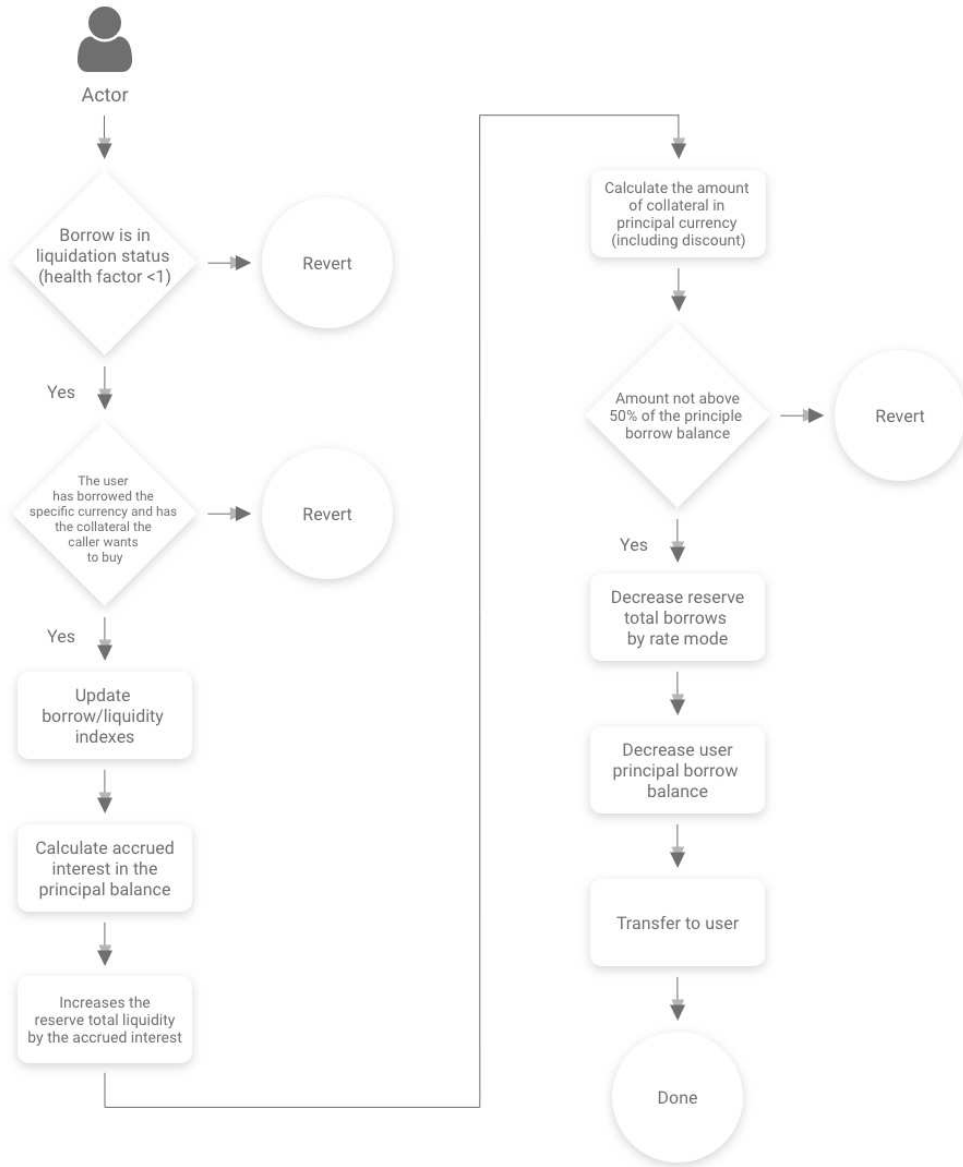 Actor
Borrow is in
liquidation status
(health factor <1)
Revert
Yes
The user
has borrowed the
specific currency and has
the collateral the
caller wants
to buy
Revert
Yes
Update
borrow/liquidity
indexes
Calculate accrued
interest in the
principal balance
Increases the
reserve total liquidity
by the accrued interest
Calculate the amount
of collateral in
principal currency
(including discount)
Amount not above
50% of the principle
borrow balance
Revert
Yes
Decrease reserve
total borrows
by rate mode
Decrease user
principal borrow
balance
Transfer to user
Done